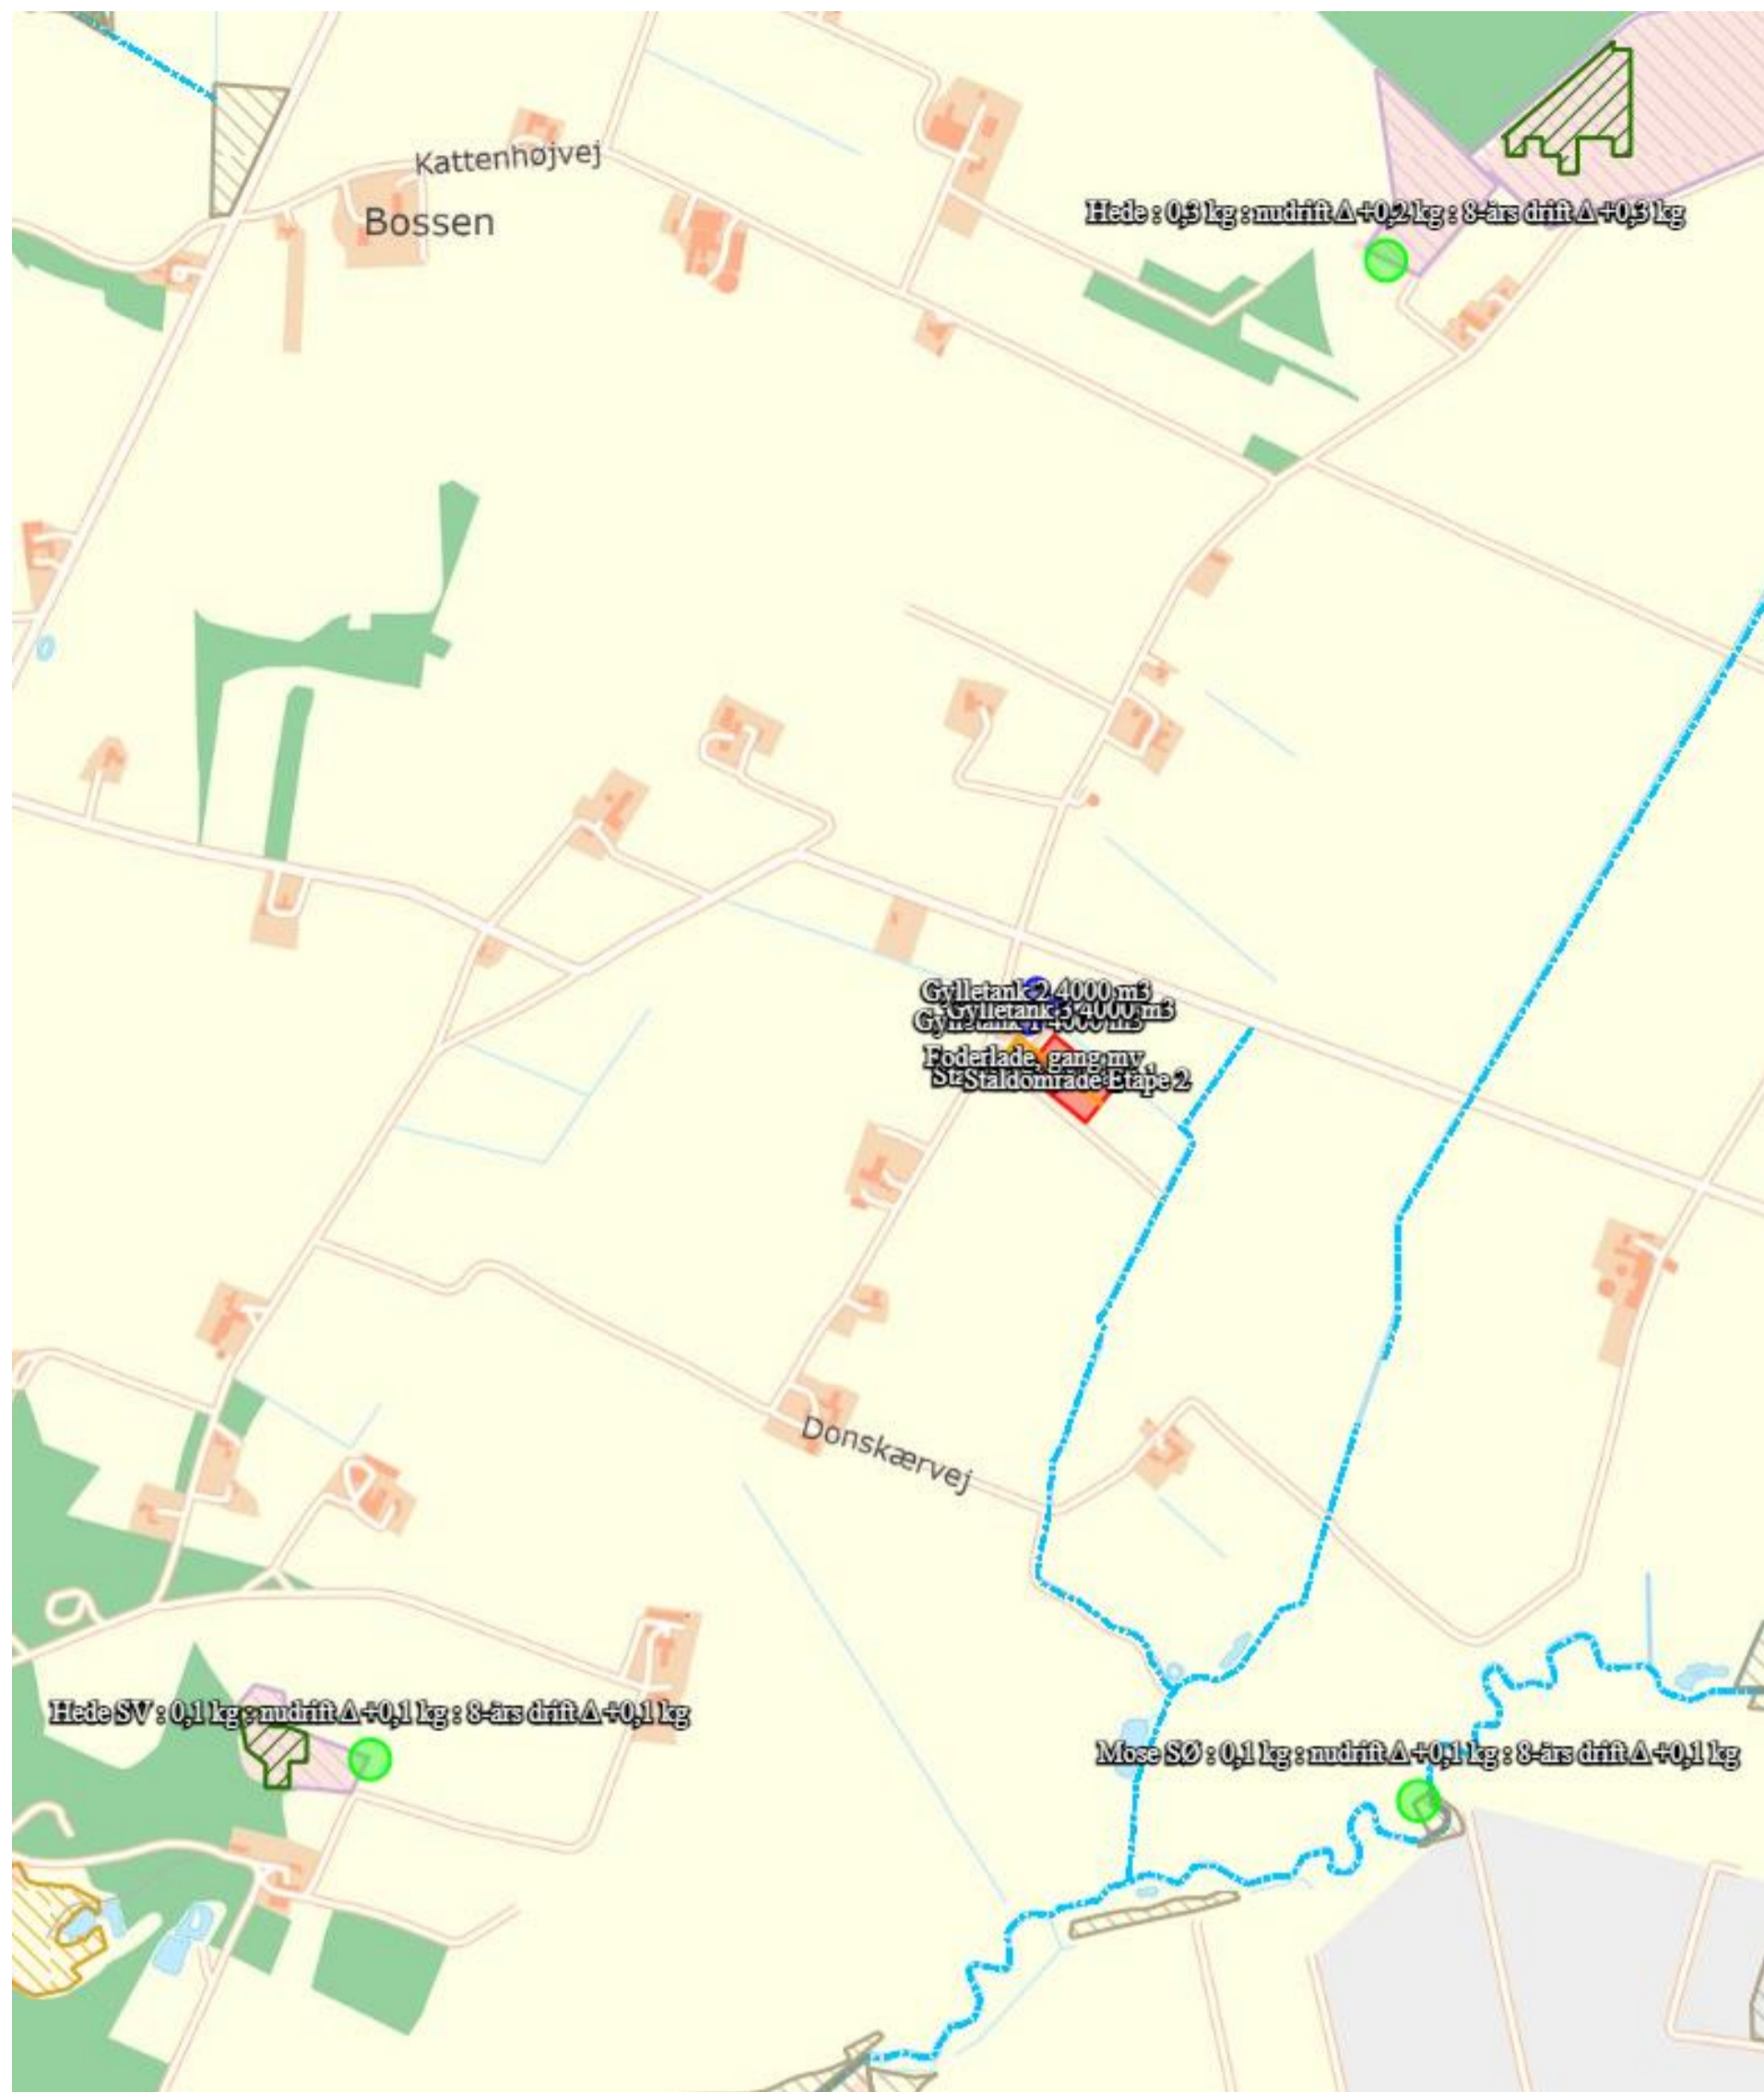 Kattenhøjvej
Bossen
Hede : 0,3 kg : nudrift Δ +0,2 kg : 8-års drift Δ +0,3 kg
Gylletank 2 4000 m3
Gylletank 3 4000 m3
4000 m3
Foderlade, gang mv
Staldområde Etape 2
Donskærvej
Hede SV : 0,1 kg : nudrift Δ +0,1 kg : 8-års drift Δ +0,1 kg
Mose SØ : 0,1 kg : nudrift Δ +0,1 kg : 8-års drift Δ +0,1 kg